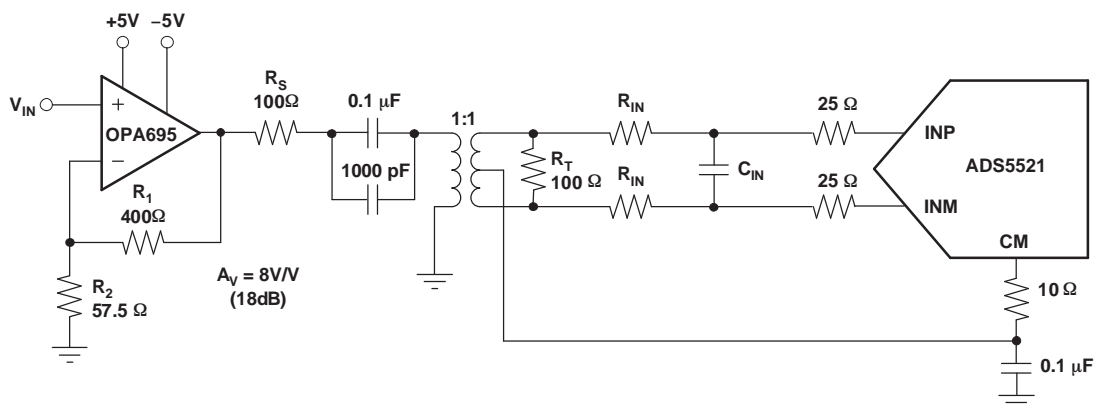 +5V
−5V
V_IN
+
OPA695
−
R_S
100Ω
0.1 μF
1000 pF
1:1
R_T
100 Ω
R_IN
R_IN
C_IN
25 Ω
25 Ω
INP
ADS5521
INM
CM
10 Ω
0.1 μF
R_1
400Ω
R_2
57.5 Ω
A_V = 8V/V
(18dB)